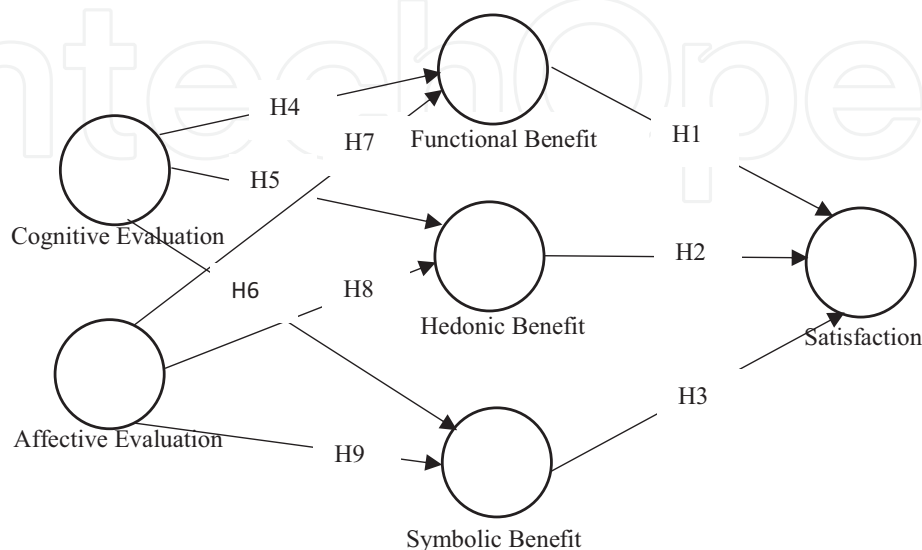 ntechOpe
H4
H7
Functional Benefit
H1
H5
Cognitive Evaluation
H2
H6
H8
Hedonic Benefit
Satisfaction
H3
Affective Evaluation
H9
Symbolic Benefit